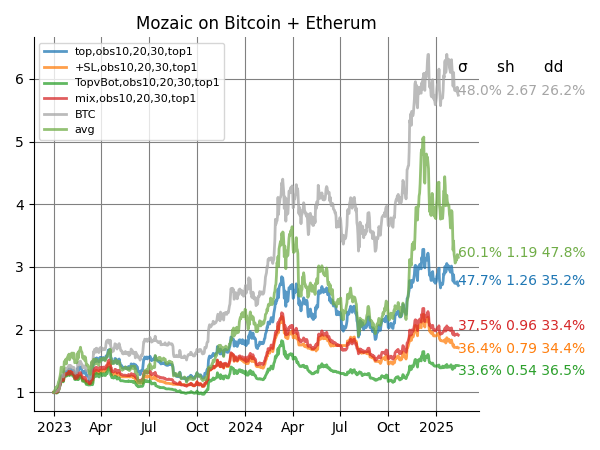 Mozaic on Bitcoin + Etherum
top,obs10,20,30,top1
+SL,obs10,20,30,top1
TopvBot,obs10,20,30,top1
mix,obs10,20,30,top1
BTC
avg
σ sh dd
48.0% 2.67 26.2%
60.1% 1.19 47.8%
47.7% 1.26 35.2%
37.5% 0.96 33.4%
36.4% 0.79 34.4%
33.6% 0.54 36.5%
6
5
4
3
2
1
2023 Apr Jul Oct 2024 Apr Jul Oct 2025